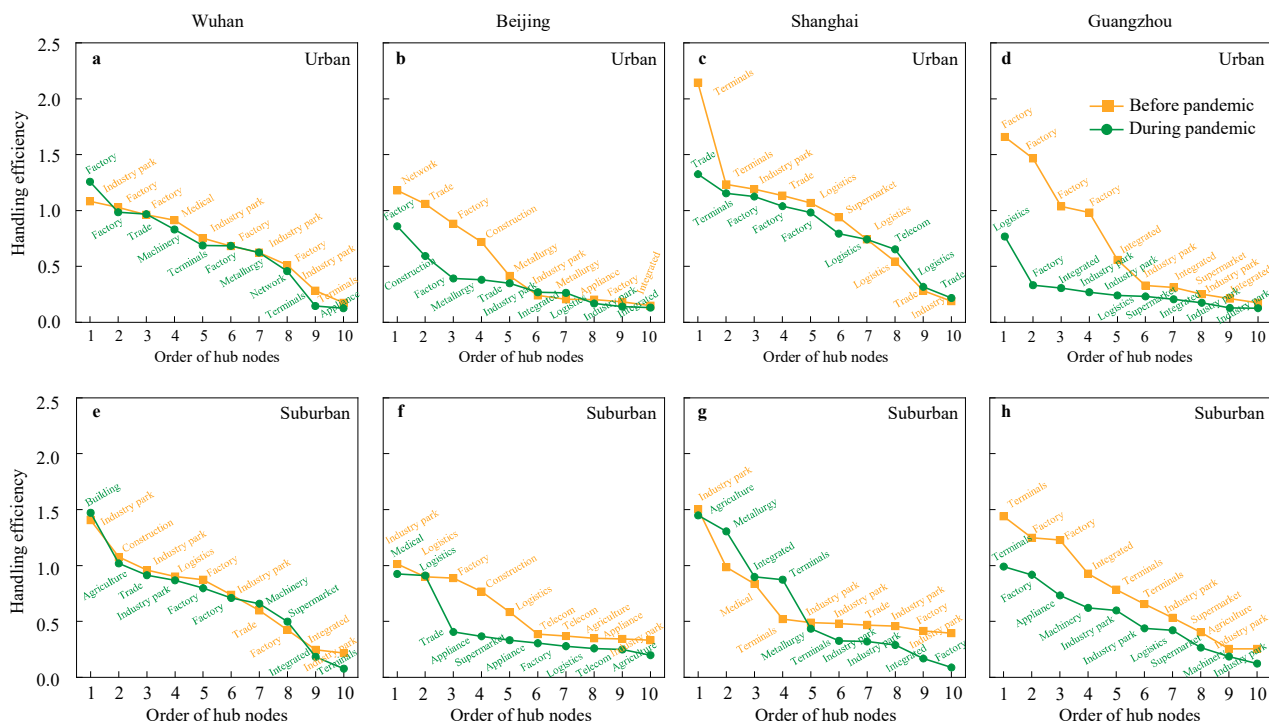 Wuhan
Beijing
Shanghai
Guangzhou
Handling efficiency
2.5
2.0
1.5
1.0
0.5
0.0
a
Urban
Factory
Industry park
Factory
Factory
Medical
Industry park
Factory
Industry park
Factory
Industry park
Factory
Trade
Machinery
Terminals
Factory
Metallurgy
Network
Terminals
Appliance
1 2 3 4 5 6 7 8 9 10
Order of hub nodes
b
Urban
Network
Trade
Factory
Construction
Metallurgy
Industry park
Metallurgy
Appliance
Factory
Integrated
Factory
Construction
Factory
Metallurgy
Trade
Industry park
Integrated
Logistics
Industry park
Integrated
1 2 3 4 5 6 7 8 9 10
Order of hub nodes
c
Urban
Terminals
Terminals
Industry park
Trade
Logistics
Supermarket
Logistics
Logistics
Trade
Industry park
Trade
Terminals
Factory
Factory
Factory
Logistics
Telecom
Logistics
Trade
1 2 3 4 5 6 7 8 9 10
Order of hub nodes
d
Urban
Before pandemic
During pandemic
Factory
Factory
Factory
Factory
Integrated
Industry park
Integrated
Supermarket
Industry park
Integrated
Logistics
Factory
Integrated
Industry park
Industry park
Logistics
Supermarket
Integrated
Industry park
Industry park
1 2 3 4 5 6 7 8 9 10
Order of hub nodes
Handling efficiency
2.5
2.0
1.5
1.0
0.5
0.0
e
Suburban
Building
Industry park
Construction
Industry park
Logistics
Factory
Industry park
Trade
Factory
Integrated
Industry park
Agriculture
Trade
Industry park
Factory
Factory
Machinery
Supermarket
Integrated
Terminals
1 2 3 4 5 6 7 8 9 10
Order of hub nodes
f
Suburban
Industry park
Logistics
Factory
Construction
Logistics
Telecom
Telecom
Agriculture
Appliance
Industry park
Medical
Logistics
Trade
Appliance
Supermarket
Appliance
Factory
Logistics
Telecom
Agriculture
1 2 3 4 5 6 7 8 9 10
Order of hub nodes
g
Suburban
Industry park
Medical
Terminals
Industry park
Industry park
Trade
Industry park
Factory
Industry park
Agriculture
Metallurgy
Integrated
Terminals
Metallurgy
Terminals
Industry park
Industry park
Integrated
Factory
1 2 3 4 5 6 7 8 9 10
Order of hub nodes
h
Suburban
Terminals
Factory
Factory
Integrated
Terminals
Terminals
Industry park
Supermarket
Agriculture
Industry park
Terminals
Factory
Appliance
Machinery
Industry park
Industry park
Logistics
Supermarket
Machinery
Industry park
1 2 3 4 5 6 7 8 9 10
Order of hub nodes